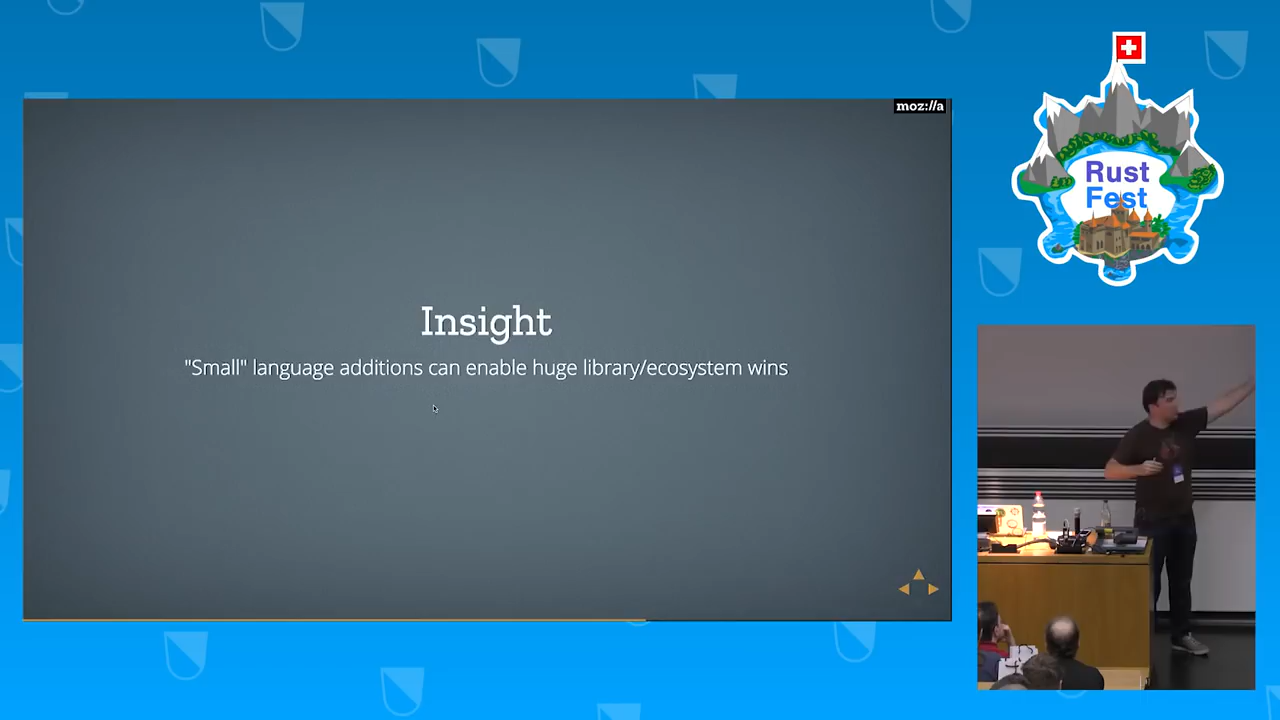 moz://a
Rust
Fest
Insight
"Small" language additions can enable huge library/ecosystem wins